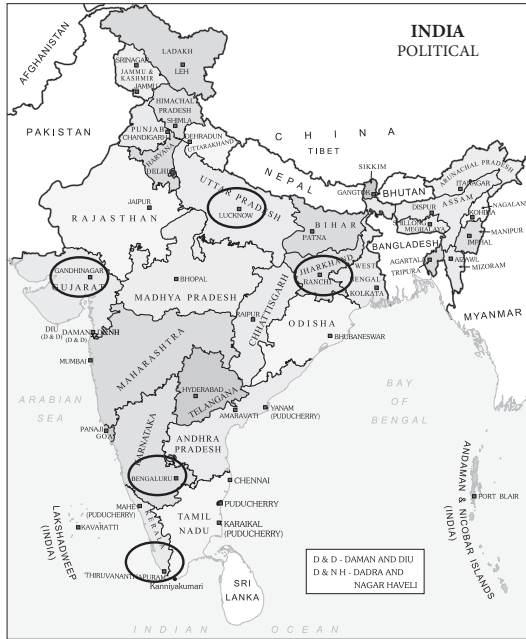 INDIA
POLITICAL
AFGHANISTAN
LADAKH
LEH
SRINAGAR
JAMMU &
KASHMIR
JAMMU
HIMACHAL
PRADESH
SHIMLA
PUNJAB
CHANDIGARH
PAKISTAN
DEHRADUN
UTTARAKHAND
HARYANA
DELHI
CHINA
TIBET
NEPAL
SIKKIM
GANGTOK
BHUTAN
ARUNACHAL PRADESH
ITANAGAR
ASSAM
DISPUR
NAGALAND
KOHIMA
SHILLONG
MEGHALAYA
MANIPUR
IMPHAL
BANGLADESH
AGARTALA
TRIPURA
AIZAWL
MIZORAM
MYANMAR
JAIPUR
RAJASTHAN
UTTAR PRADESH
LUCKNOW
BIHAR
PATNA
GANDHINAGAR
GUJARAT
BHOPAL
MADHYA PRADESH
JHARKHAND
RANCHI
WEST
BENGAL
KOLKATA
CHHATTISGARH
RAIPUR
ODISHA
BHUBANESWAR
DIU
(D & D)
DAMAN
(D & D)
D&NH
MUMBAI
MAHARASHTRA
HYDERABAD
TELANGANA
ARABIAN
SEA
BAY
OF
BENGAL
YANAM
(PUDUCHERRY)
AMARAVATI
PANAJI
GOA
KARNATAKA
ANDHRA
PRADESH
BENGALURU
CHENNAI
MAHE
(PUDUCHERRY)
PUDUCHERRY
KARAIKAL
(PUDUCHERRY)
TAMIL
NADU
KERALA
LAKSHADWEEP
(INDIA)
KAVARATTI
THIRUVANANTHAPURAM
Kanniyakumari
SRI
LANKA
ANDAMAN & NICOBAR ISLANDS
(INDIA)
PORT BLAIR
D & D - DAMAN AND DIU
D & N H - DADRA AND
NAGAR HAVELI
INDIAN OCEAN